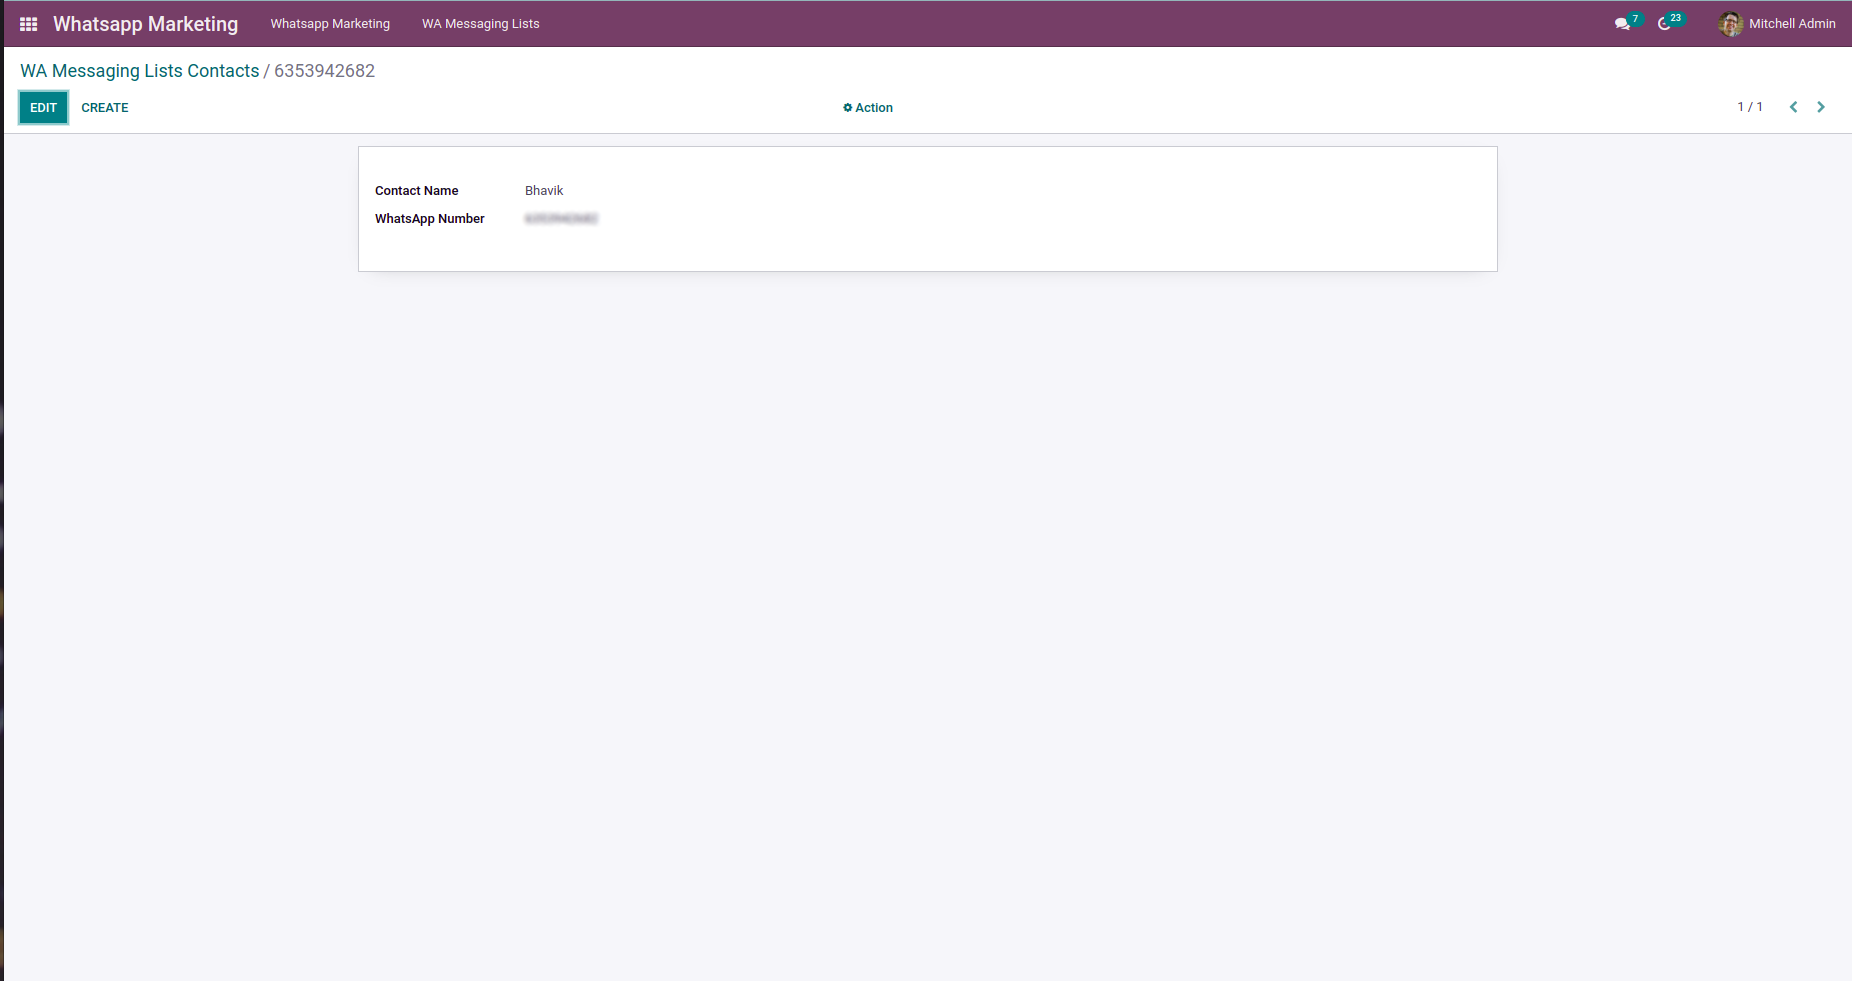 Whatsapp Marketing Whatsapp Marketing WA Messaging Lists 7 23 Mitchell Admin
WA Messaging Lists Contacts / 6353942682
EDIT CREATE Action 1 / 1
Contact Name Bhavik
WhatsApp Number